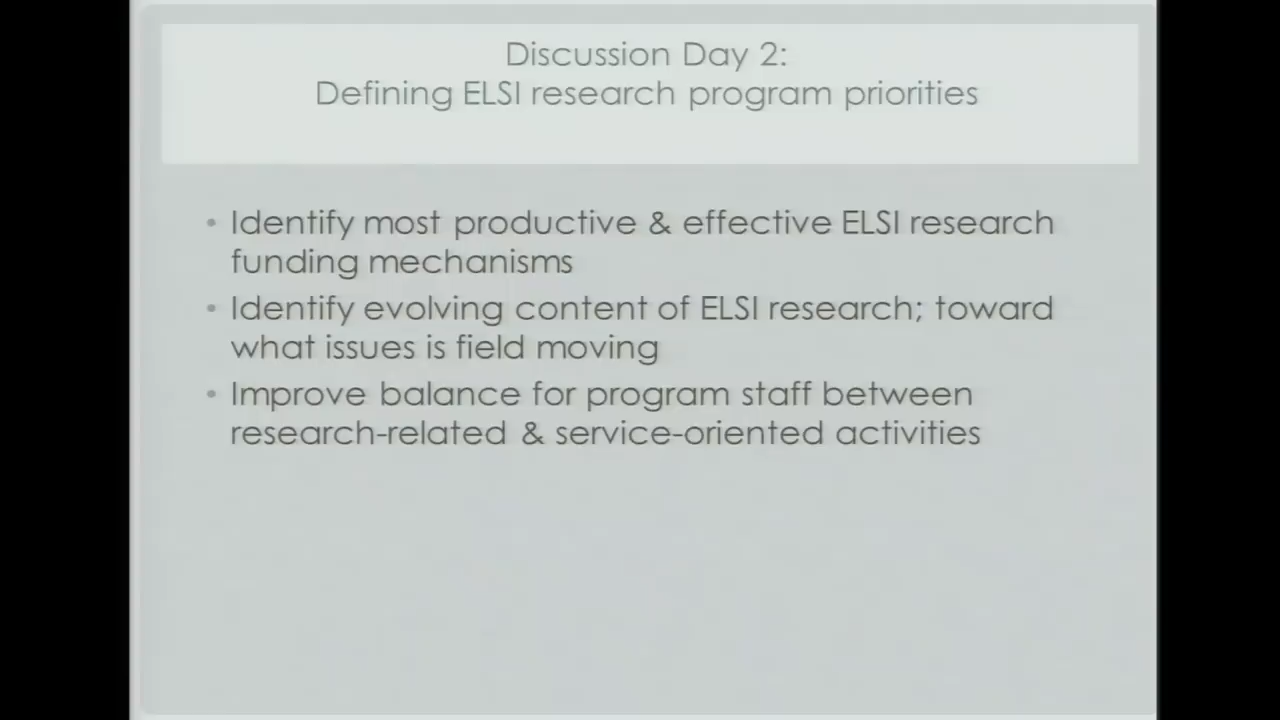 Discussion Day 2:
Defining ELSI research program priorities
• Identify most productive & effective ELSI research
funding mechanisms
• Identify evolving content of ELSI research; toward
what issues is field moving
• Improve balance for program staff between
research-related & service-oriented activities